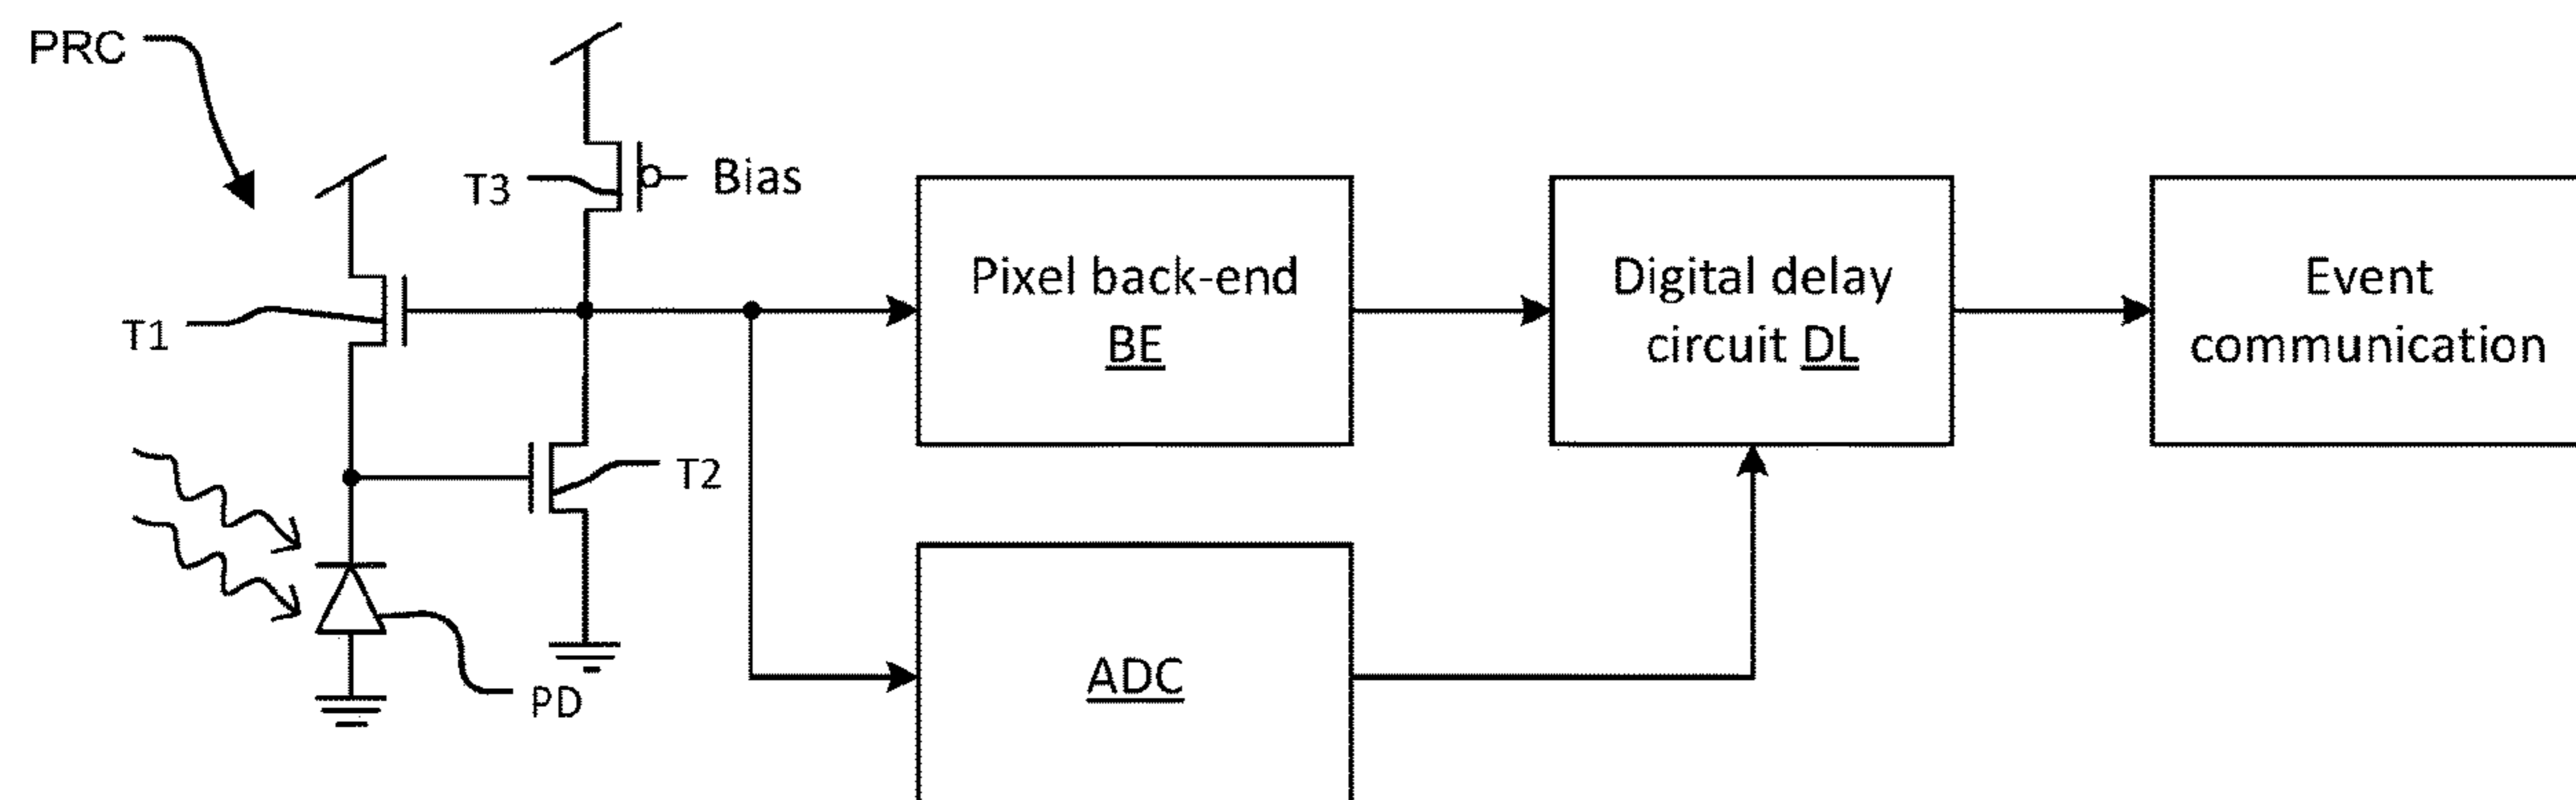 PRC
T3
Bias
T1
T2
PD
Pixel back-end
BE
Digital delay
circuit DL
Event
communication
ADC